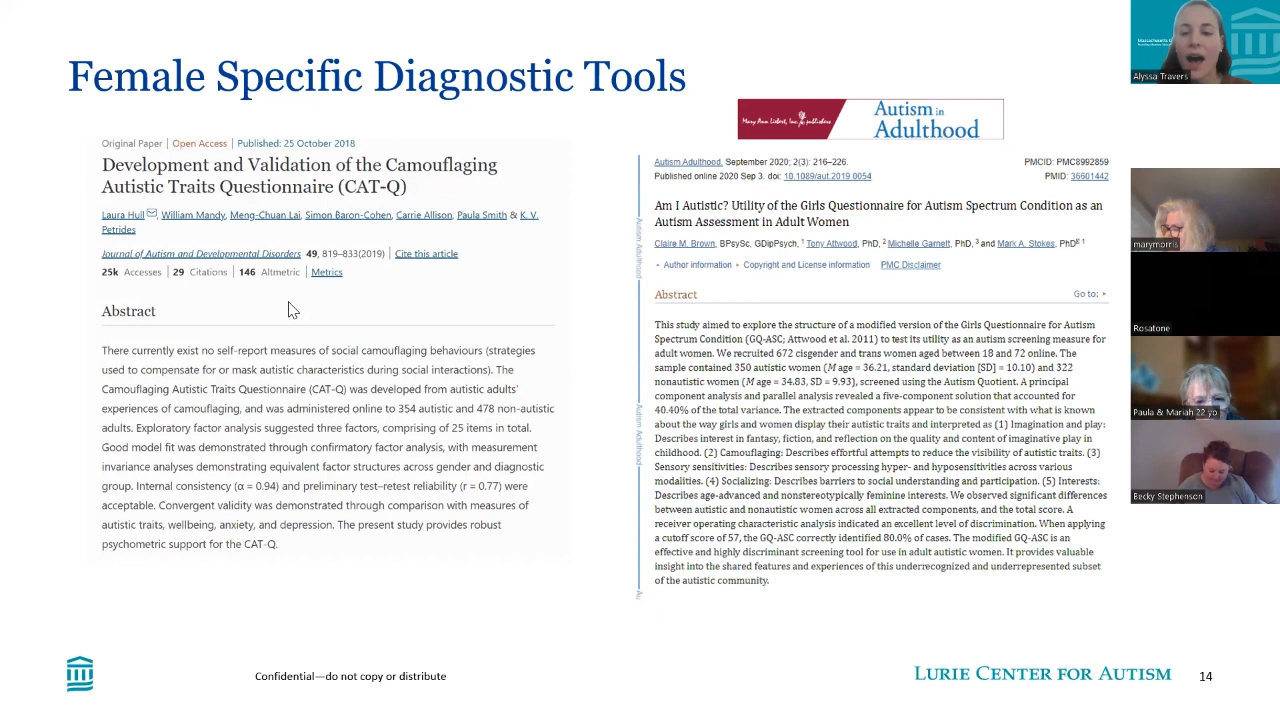 Female Specific Diagnostic Tools
Original Paper | Open Access | Published: 25 October 2018
Development and Validation of the Camouflaging
Autistic Traits Questionnaire (CAT-Q)
Laura Hull, William Mandy, Meng-Chuan Lai, Simon Baron-Cohen, Carrie Allison, Paula Smith & K. V.
Petrides
Journal of Autism and Developmental Disorders 49, 819–833(2019) | Cite this article
25k Accesses | 29 Citations | 146 Altmetric | Metrics
Abstract
There currently exist no self-report measures of social camouflaging behaviours (strategies
used to compensate for or mask autistic characteristics during social interactions). The
Camouflaging Autistic Traits Questionnaire (CAT-Q) was developed from autistic adults'
experiences of camouflaging, and was administered online to 354 autistic and 478 non-autistic
adults. Exploratory factor analysis suggested three factors, comprising of 25 items in total.
Good model fit was demonstrated through confirmatory factor analysis, with measurement
invariance analyses demonstrating equivalent factor structures across gender and diagnostic
group. Internal consistency (α = 0.94) and preliminary test–retest reliability (r = 0.77) were
acceptable. Convergent validity was demonstrated through comparison with measures of
autistic traits, wellbeing, anxiety, and depression. The present study provides robust
psychometric support for the CAT-Q.
Mary Ann Liebert, Inc. publishers
Autism in
Adulthood
Autism Adulthood. September 2020; 2(3): 216–226.
PMCID: PMC8992859
Published online 2020 Sep 3. doi: 10.1089/aut.2019.0054
PMID: 36601442
Am I Autistic? Utility of the Girls Questionnaire for Autism Spectrum Condition as an
Autism Assessment in Adult Women
Claire M. Brown, BPsySc, GDipPsych, 1 Tony Attwood, PhD, 2 Michelle Garnett, PhD, 3 and Mark A. Stokes, PhD 1
Author information Copyright and License information PMC Disclaimer
Abstract
Go to:
This study aimed to explore the structure of a modified version of the Girls Questionnaire for Autism
Spectrum Condition (GQ-ASC; Attwood et al. 2011) to test its utility as an autism screening measure for
adult women. We recruited 672 cisgender and trans women aged between 18 and 72 online. The
sample contained 350 autistic women (M age = 36.21, standard deviation [SD] = 10.10) and 322
nonautistic women (M age = 34.83, SD = 9.93), screened using the Autism Quotient. A principal
component analysis and parallel analysis revealed a five-component solution that accounted for
40.40% of the total variance. The extracted components appear to be consistent with what is known
about the way girls and women display their autistic traits and interpreted as (1) Imagination and play:
Describes interest in fantasy, fiction, and reflection on the quality and content of imaginative play in
childhood. (2) Camouflaging: Describes effortful attempts to reduce the visibility of autistic traits. (3)
Sensory sensitivities: Describes sensory processing hyper- and hyposensitivities across various
modalities. (4) Socializing: Describes barriers to social understanding and participation. (5) Interests:
Describes age-advanced and nonstereotypically feminine interests. We observed significant differences
between autistic and nonautistic women across all extracted components, and the total score. A
receiver operating characteristic analysis indicated an excellent level of discrimination. When applying
a cutoff score of 57, the GQ-ASC correctly identified 80.0% of cases. The modified GQ-ASC is an
effective and highly discriminant screening tool for use in adult autistic women. It provides valuable
insight into the shared features and experiences of this underrecognized and underrepresented subset
of the autistic community.
Autism Adulthood
Autism Adulthood
Au
Confidential—do not copy or distribute
LURIE CENTER FOR AUTISM
14
Alyssa Travers
marymorris
Rosatone
Paula & Mariah 22 yo
Becky Stephenson